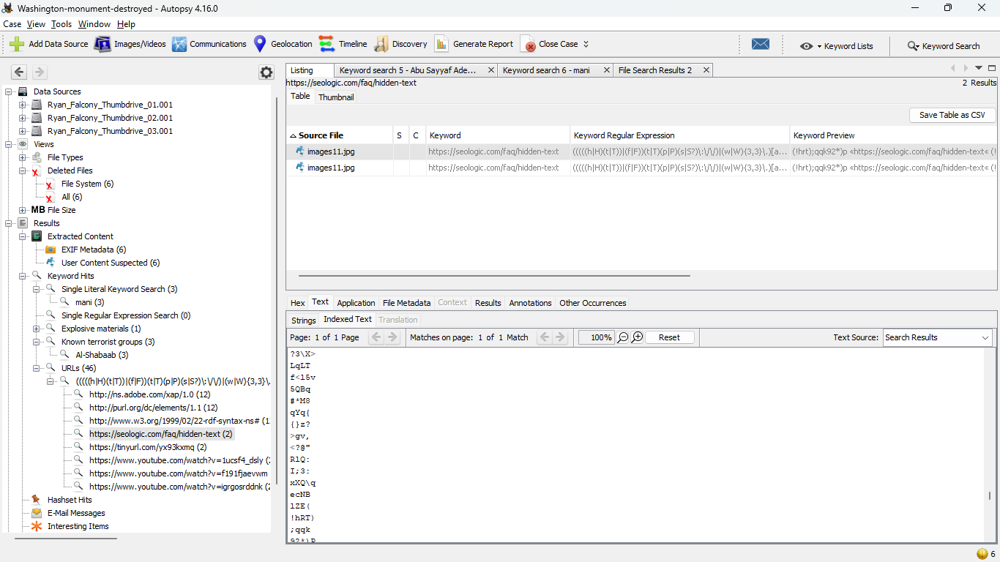 Washington-monument-destroyed - Autopsy 4.16.0
Case View Tools Window Help
Add Data Source Images/Videos Communications Geolocation Timeline Discovery Generate Report Close Case Keyword Lists Keyword Search
Data Sources
Ryan_Falcony_Thumbdrive_01.001
Ryan_Falcony_Thumbdrive_02.001
Ryan_Falcony_Thumbdrive_03.001
Views
File Types
Deleted Files
File System (6)
All (6)
MB File Size
Results
Extracted Content
EXIF Metadata (6)
User Content Suspected (6)
Keyword Hits
Single Literal Keyword Search (3)
mani (3)
Single Regular Expression Search (0)
Explosive materials (1)
Known terrorist groups (3)
Al-Shabaab (3)
URLs (46)
(((((h|H)(t|T))|(f|F))(t|T)(p|P)(s|S?)\:\/\/)|(w|W){3,3}\.
http://ns.adobe.com/xap/1.0 (12)
http://purl.org/dc/elements/1.1 (12)
http://www.w3.org/1999/02/22-rdf-syntax-ns# (1
https://seologic.com/faq/hidden-text (2)
https://tinyurl.com/yx93kxmq (2)
https://www.youtube.com/watch?v=1ucsf4_dsly (2
https://www.youtube.com/watch?v=f191fjaevwm
https://www.youtube.com/watch?v=igrgosrddnk (2
Hashset Hits
E-Mail Messages
Interesting Items
Listing Keyword search 5 - Abu Sayyaf Ade... Keyword search 6 - mani File Search Results 2
https://seologic.com/faq/hidden-text 2 Results
Table Thumbnail
Save Table as CSV
Source File S C Keyword Keyword Regular Expression Keyword Preview
images11.jpg https://seologic.com/faq/hidden-text (((((h|H)(t|T))|(f|F))(t|T)(p|P)(s|S?)\:\/\/)|(w|W){3,3}\.)[a... (!hrt);qqk92*)p «https://seologic.com/faq/hidden-text« (!
images11.jpg https://seologic.com/faq/hidden-text (((((h|H)(t|T))|(f|F))(t|T)(p|P)(s|S?)\:\/\/)|(w|W){3,3}\.)[a... (!hrt);qqk92*)p «https://seologic.com/faq/hidden-text« (!
Hex Text Application File Metadata Context Results Annotations Other Occurrences
Strings Indexed Text Translation
Page: 1 of 1 Page Matches on page: 1 of 1 Match 100% Reset Text Source: Search Results
?3\X>
LqLT
f<15v
5QBq
#*M8
qYq{
{}z?
>gv,
<?@"
R1Q:
I;3:
xXQ\q
ecNB
1ZE(
!hRT)
;qqk
92*)P
6